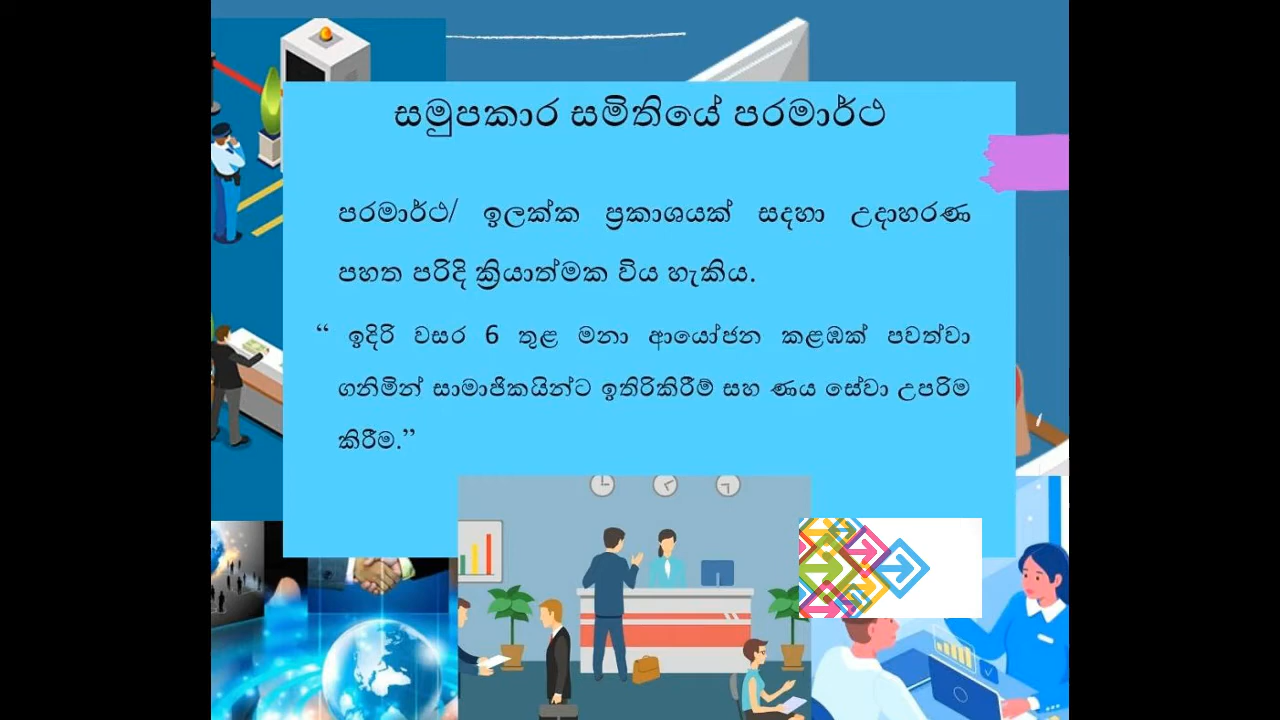 සමුපකාර සමිතියේ පරමාර්ථ
පරමාර්ථ/ ඉලක්ක ප්‍රකාශයක් සදහා උදාහරණ
පහත පරිදි ක්‍රියාත්මක විය හැකිය.
“ ඉදිරි වසර 6 තුළ මනා ආයෝජන කළඹක් පවත්වා
ගනිමින් සාමාජිකයින්ට ඉතිරිකිරීම් සහ ණය සේවා උපරිම
කිරීම.”